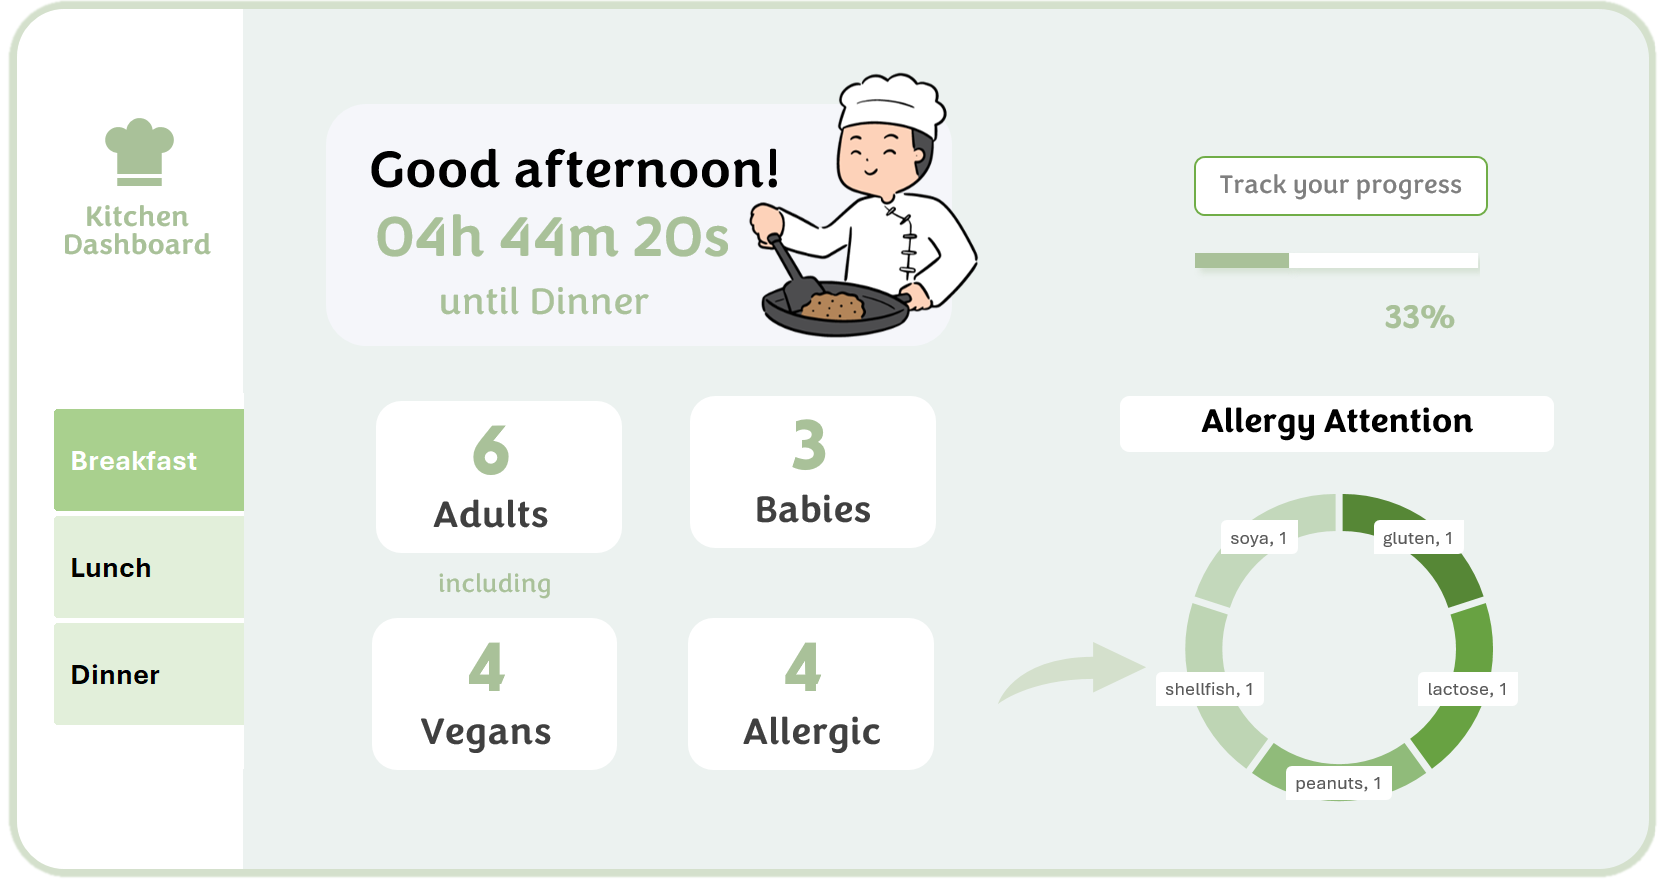 Kitchen
Dashboard
Breakfast
Lunch
Dinner
Good afternoon!
04h 44m 20s
until Dinner
Track your progress
33%
6
Adults
3
Babies
including
4
Vegans
4
Allergic
Allergy Attention
soya, 1
gluten, 1
shellfish, 1
lactose, 1
peanuts, 1